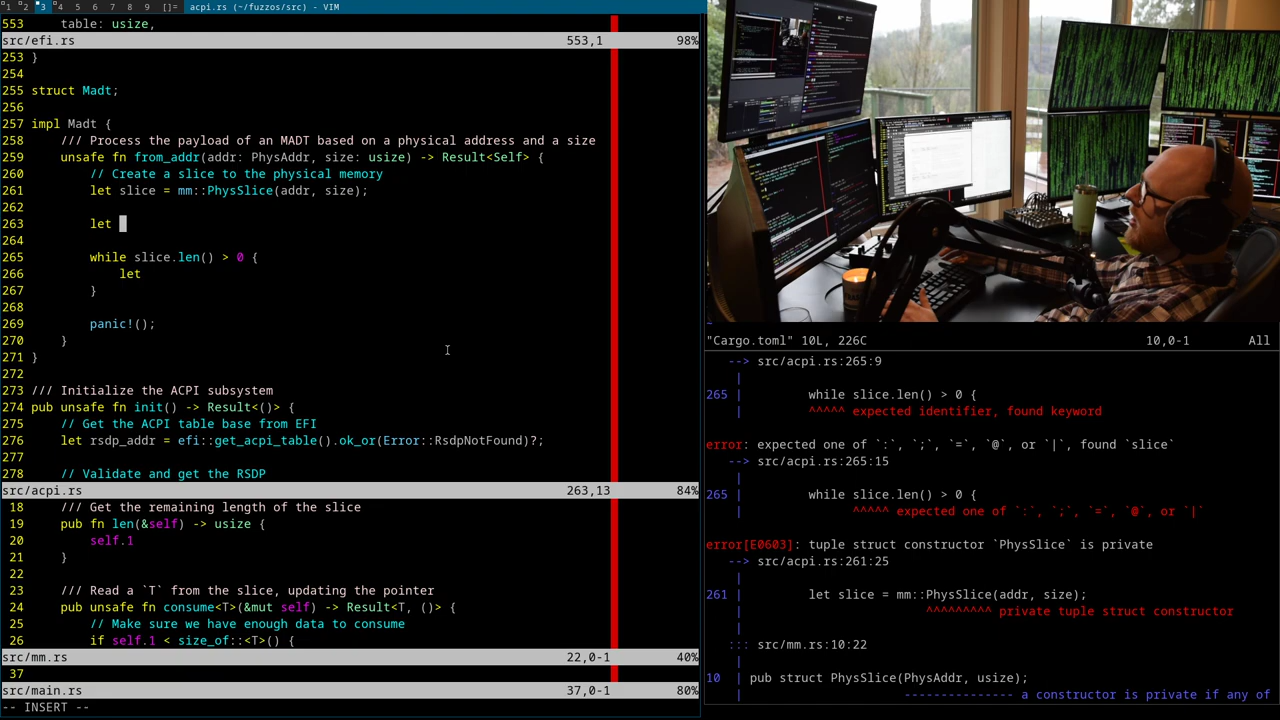 1 2 3 4 5 6 7 8 9 []= acpi.rs (~/fuzzos/src) - VIM
553 table: usize,
src/efi.rs 553,1 98%
253 }
254
255 struct Madt;
256
257 impl Madt {
258 /// Process the payload of an MADT based on a physical address and a size
259 unsafe fn from_addr(addr: PhysAddr, size: usize) -> Result<Self> {
260 // Create a slice to the physical memory
261 let slice = mm::PhysSlice(addr, size);
262
263 let
264
265 while slice.len() > 0 {
266 let
267 }
268
269 panic!();
270 }
271 }
272
273 /// Initialize the ACPI subsystem
274 pub unsafe fn init() -> Result<()> {
275 // Get the ACPI table base from EFI
276 let rsdp_addr = efi::get_acpi_table().ok_or(Error::RsdpNotFound)?;
277
278 // Validate and get the RSDP
src/acpi.rs 263,13 84%
18 /// Get the remaining length of the slice
19 pub fn len(&self) -> usize {
20 self.1
21 }
22
23 /// Read a `T` from the slice, updating the pointer
24 pub unsafe fn consume<T>(&mut self) -> Result<T, ()> {
25 // Make sure we have enough data to consume
26 if self.1 < size_of::<T>() {
src/mm.rs 22,0-1 40%
37
src/main.rs 37,0-1 80%
-- INSERT --
"Cargo.toml" 10L, 226C 10,0-1 All
--> src/acpi.rs:265:9
|
265 | while slice.len() > 0 {
| ^^^^^ expected identifier, found keyword
error: expected one of `:`, `;`, `=`, `@`, or `|`, found `slice`
--> src/acpi.rs:265:15
|
265 | while slice.len() > 0 {
| ^^^^^ expected one of `:`, `;`, `=`, `@`, or `|`
error[E0603]: tuple struct constructor `PhysSlice` is private
--> src/acpi.rs:261:25
|
261 | let slice = mm::PhysSlice(addr, size);
| ^^^^^^^^^ private tuple struct constructor
|
::: src/mm.rs:10:22
|
10 | pub struct PhysSlice(PhysAddr, usize);
| --------------- a constructor is private if any of